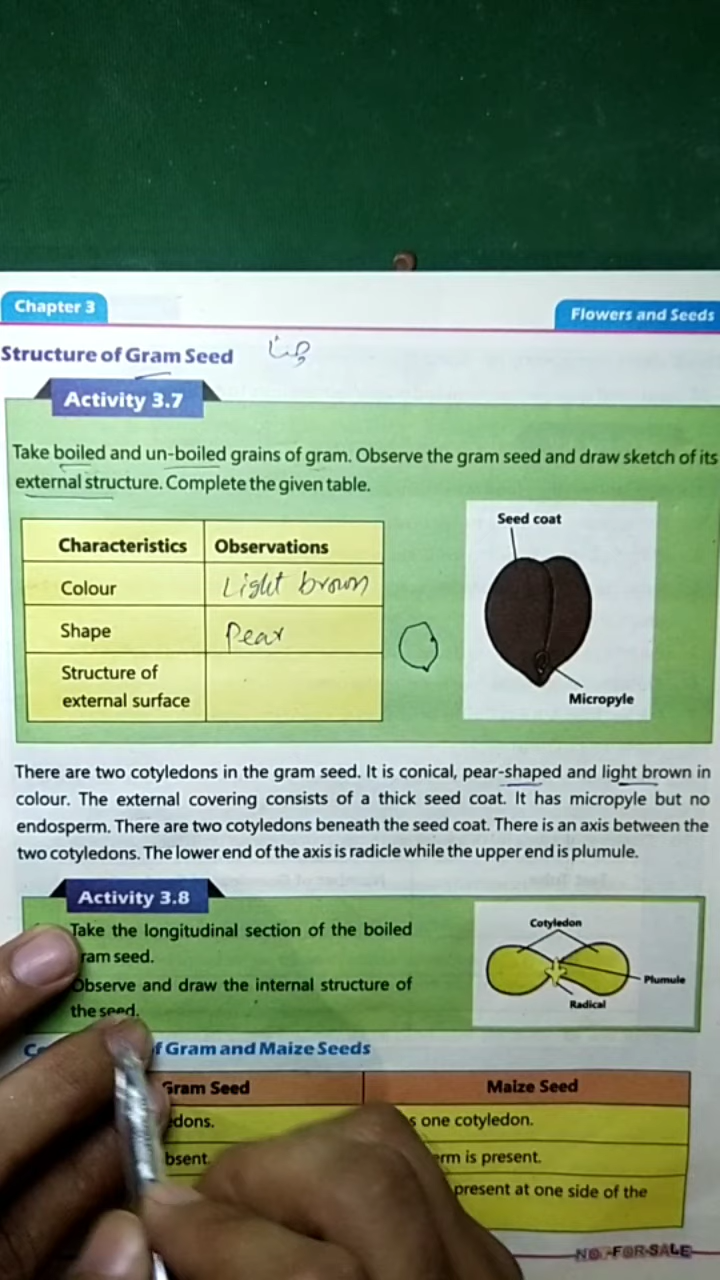 Chapter 3
Flowers and Seeds
Structure of Gram Seed
چنا
Activity 3.7
Take boiled and un-boiled grains of gram. Observe the gram seed and draw sketch of its
external structure. Complete the given table.
Characteristics Observations
Colour Light brown
Shape Pear
Structure of
external surface
Seed coat
Micropyle
There are two cotyledons in the gram seed. It is conical, pear-shaped and light brown in
colour. The external covering consists of a thick seed coat. It has micropyle but no
endosperm. There are two cotyledons beneath the seed coat. There is an axis between the
two cotyledons. The lower end of the axis is radicle while the upper end is plumule.
Activity 3.8
Take the longitudinal section of the boiled
ram seed.
Observe and draw the internal structure of
the seed.
Cotyledon
Plumule
Radical
of Gram and Maize Seeds
Gram Seed Maize Seed
dons. s one cotyledon.
bsent. rm is present.
present at one side of the
NOT FOR SALE